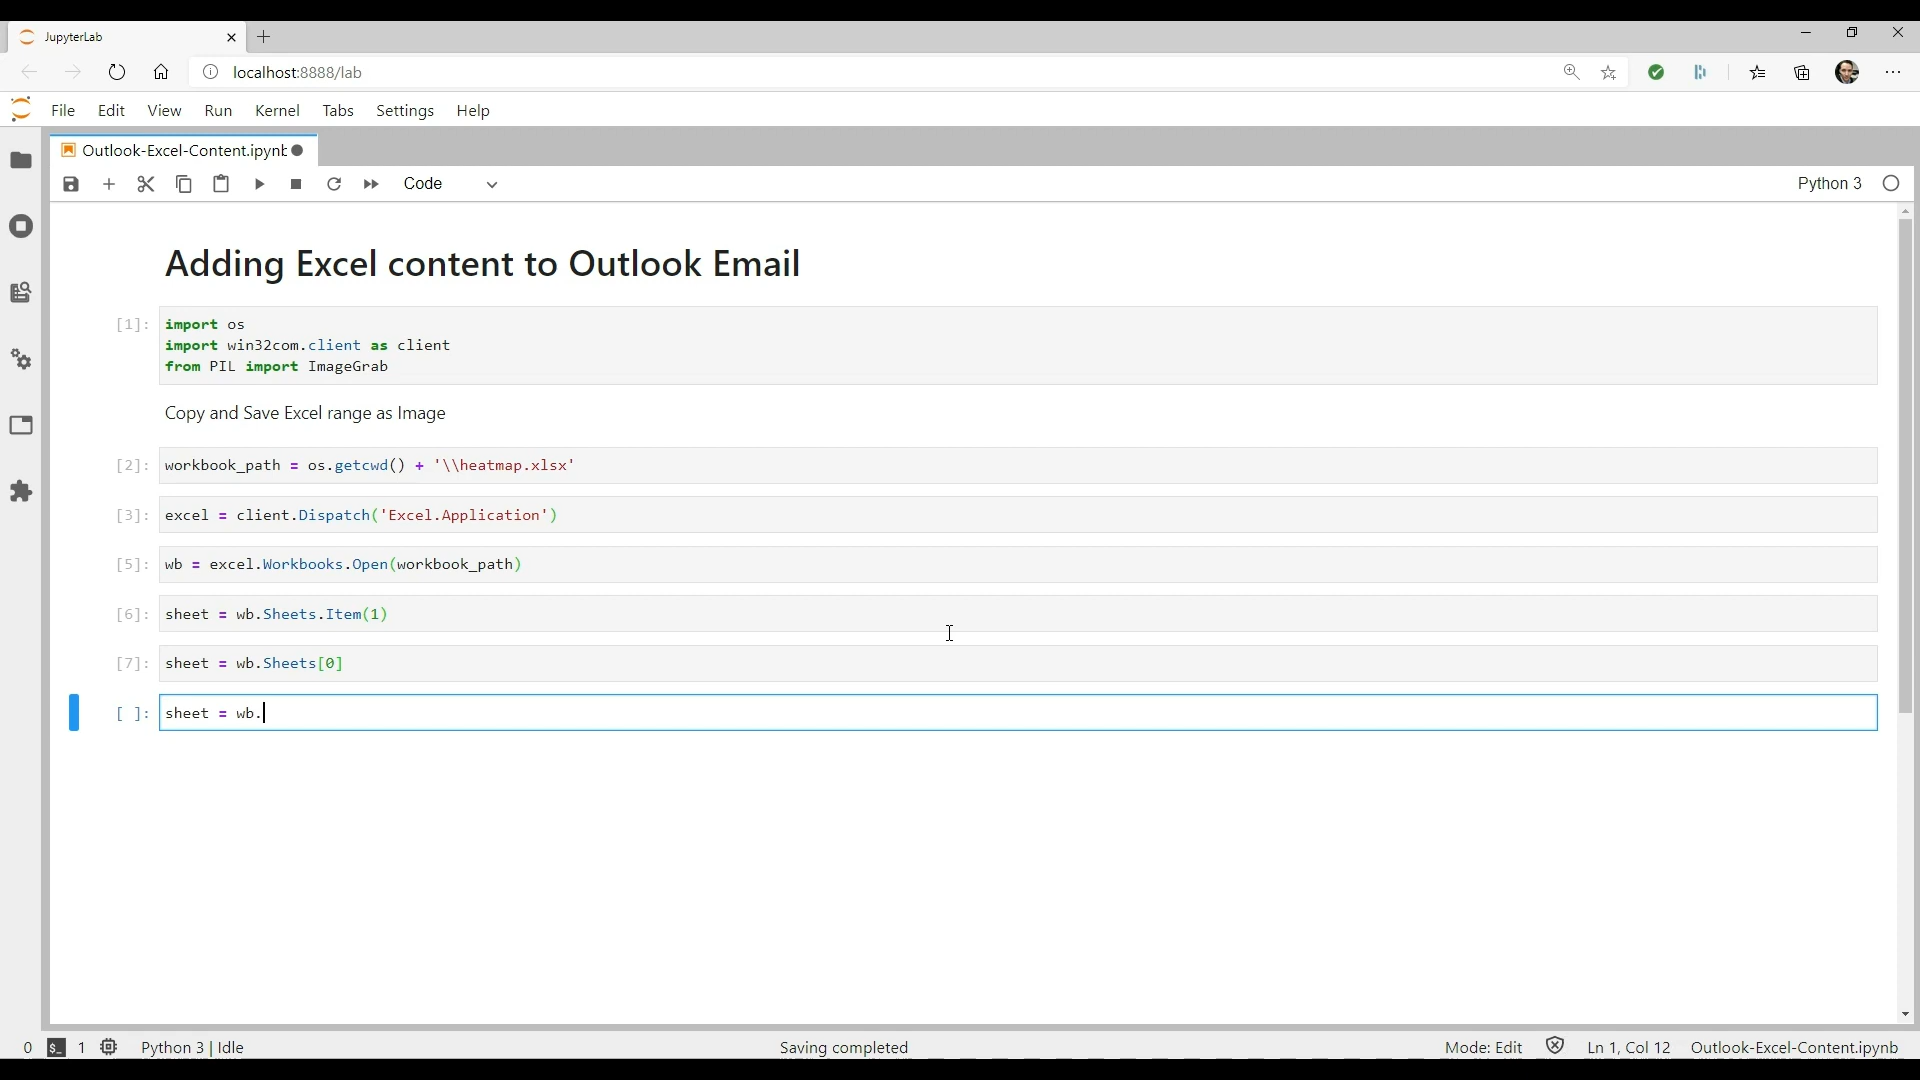 JupyterLab
localhost:8888/lab
File Edit View Run Kernel Tabs Settings Help
Outlook-Excel-Content.ipynb
Code
Python 3
Adding Excel content to Outlook Email
[1]: import os
import win32com.client as client
from PIL import ImageGrab
Copy and Save Excel range as Image
[2]: workbook_path = os.getcwd() + '\\heatmap.xlsx'
[3]: excel = client.Dispatch('Excel.Application')
[5]: wb = excel.Workbooks.Open(workbook_path)
[6]: sheet = wb.Sheets.Item(1)
[7]: sheet = wb.Sheets[0]
[ ]: sheet = wb.
0 $_ 1 Python 3 | Idle Saving completed Mode: Edit Ln 1, Col 12 Outlook-Excel-Content.ipynb